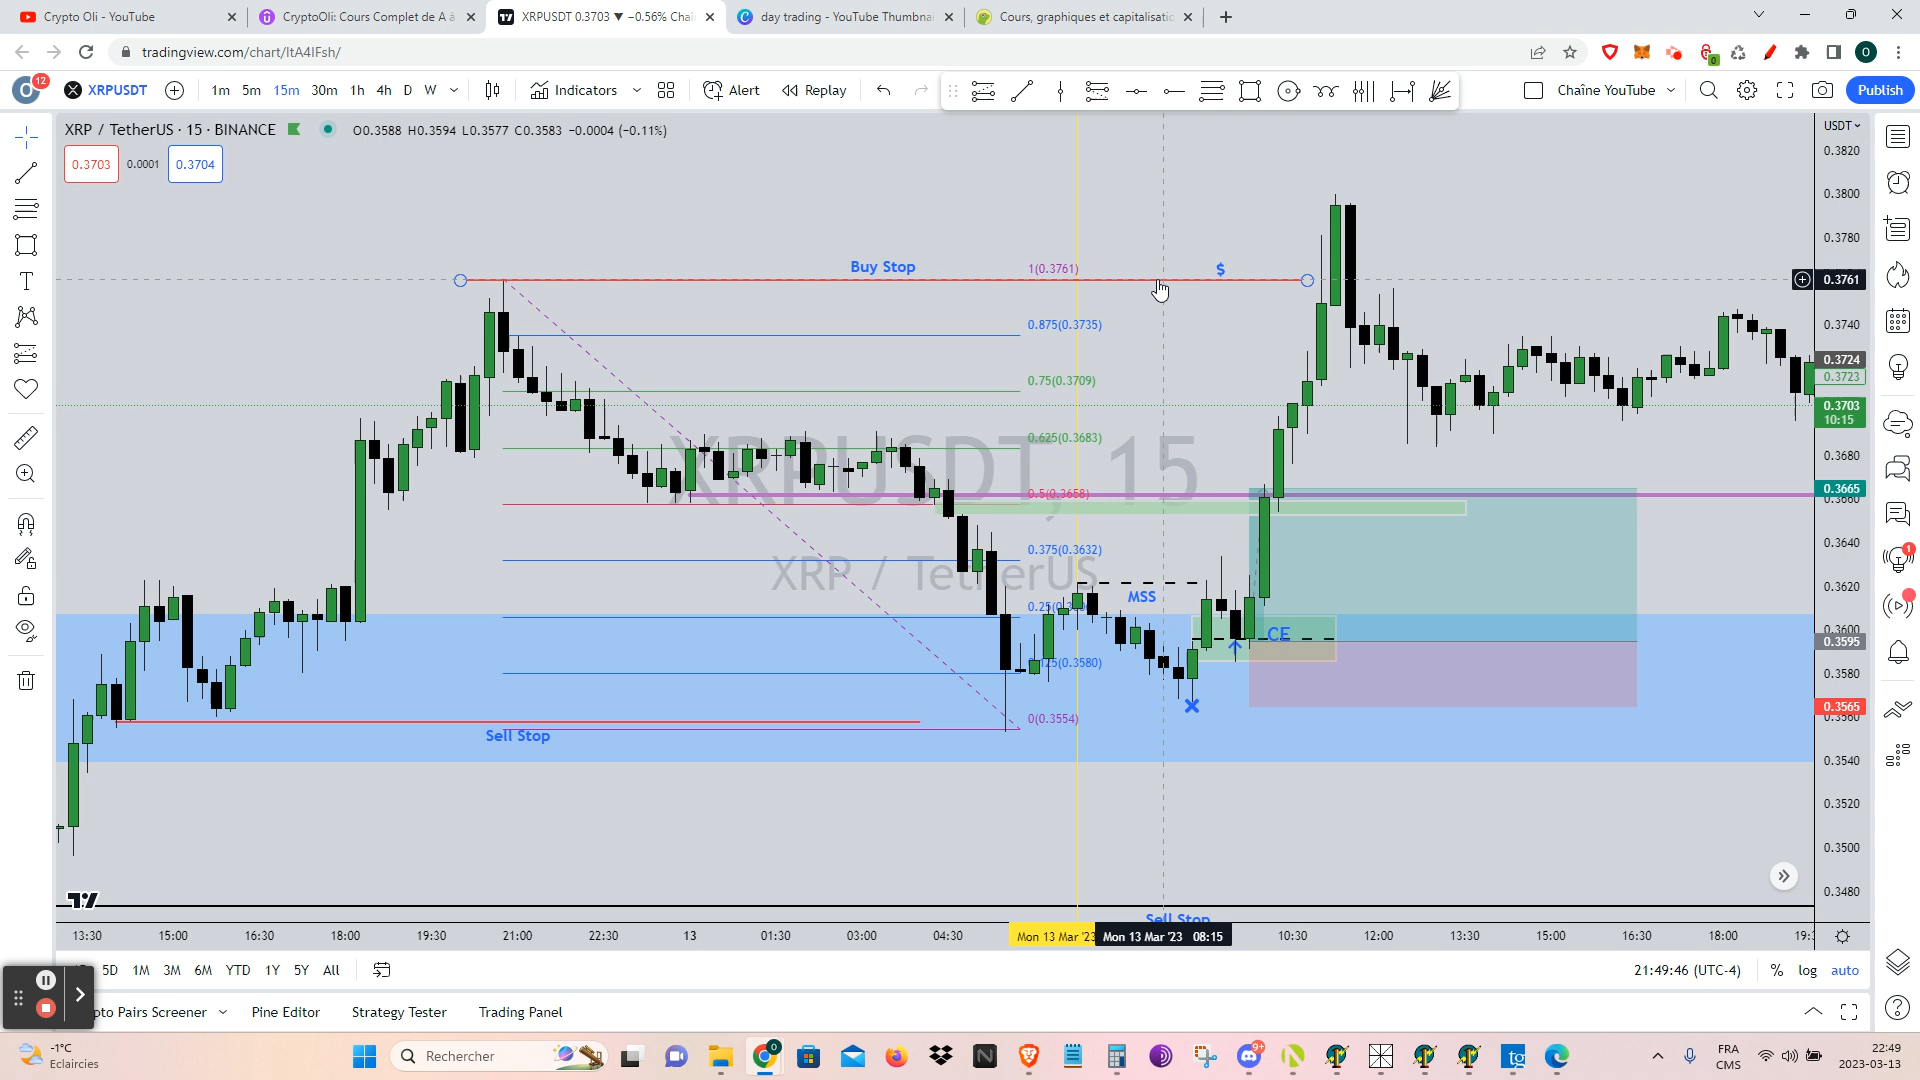 Crypto Oli - YouTube
CryptoOli: Cours Complet de A à
XRPUSDT 0.3703 ▼ −0.56% Chaî
day trading - YouTube Thumbnai
Cours, graphiques et capitalisatio
tradingview.com/chart/ItA4IFsh/
O
O
12
XRPUSDT
1m 5m 15m 30m 1h 4h D W
Indicators
Alert
Replay
Chaîne YouTube
Publish
XRP / TetherUS · 15 · BINANCE
O0.3588 H0.3594 L0.3577 C0.3583 −0.0004 (−0.11%)
0.3703
0.0001
0.3704
USDT
0.3820
0.3800
0.3780
0.3761
0.3740
0.3724
0.3723
0.3703
10:15
0.3680
0.3665
0.3660
0.3640
0.3620
0.3600
0.3595
0.3580
0.3565
0.3560
0.3540
0.3520
0.3500
0.3480
Buy Stop
1(0.3761)
$
0.875(0.3735)
0.75(0.3709)
0.625(0.3683)
XRPUSDT, 15
0.5(0.3658)
0.375(0.3632)
XRP / TetherUS
MSS
CE
0(0.3554)
Sell Stop
Sell Stop
13:30 15:00 16:30 18:00 19:30 21:00 22:30 13 01:30 03:00 04:30 Mon 13 Mar '23 Mon 13 Mar '23 08:15 10:30 12:00 13:30 15:00 16:30 18:00
5D 1M 3M 6M YTD 1Y 5Y All
21:49:46 (UTC-4)
% log auto
Pairs Screener
Pine Editor
Strategy Tester
Trading Panel
-1°C
Eclaircies
Rechercher
FRA
CMS
22:49
2023-03-13